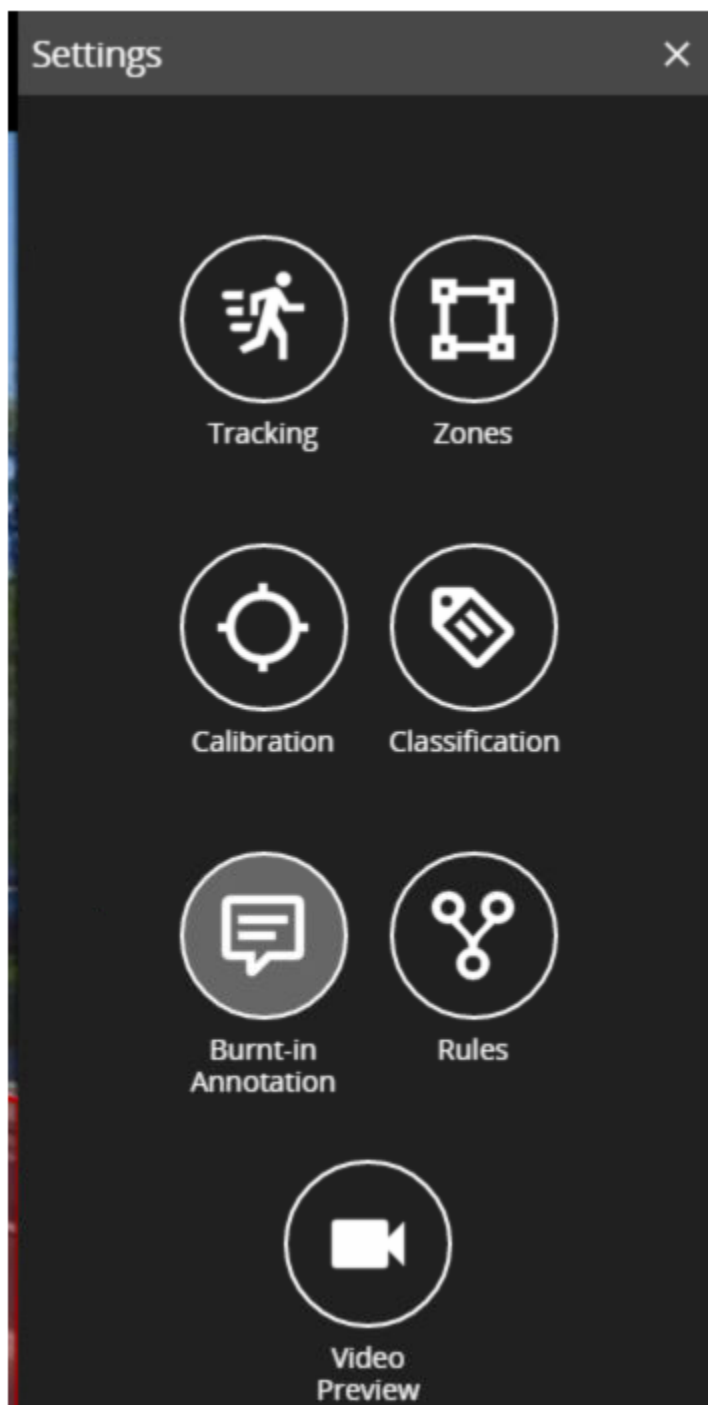 Settings
Tracking
Zones
Calibration
Classification
Burnt-in
Annotation
Rules
Video
Preview